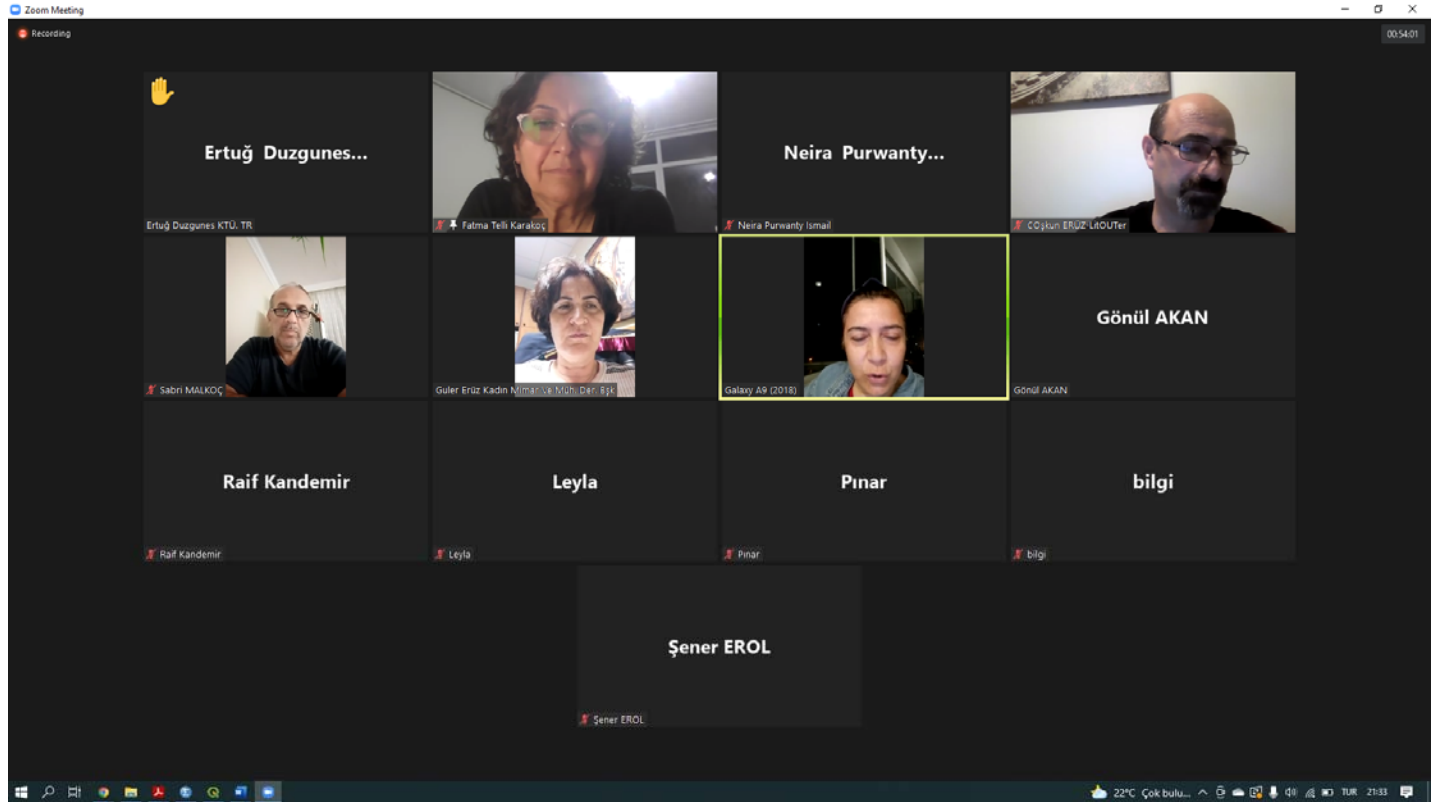 Zoom Meeting
Recording
00:54:01
Ertuğ Duzgunes...
Ertuğ Duzgunes KTÜ. TR
Fatma Telli Karakoç
Neira Purwanty...
Neira Purwanty Ismail
COşkun ERÜZ-LitOUTer
Sabri MALKOÇ
Guler Erüz Kadın Mimar Ve Müh. Der. Bşk
Galaxy A9 (2018)
Gönül AKAN
Gönül AKAN
Raif Kandemir
Raif Kandemir
Leyla
Leyla
Pınar
Pınar
bilgi
bilgi
Şener EROL
Şener EROL
22°C Çok bulu...
TUR
21:33